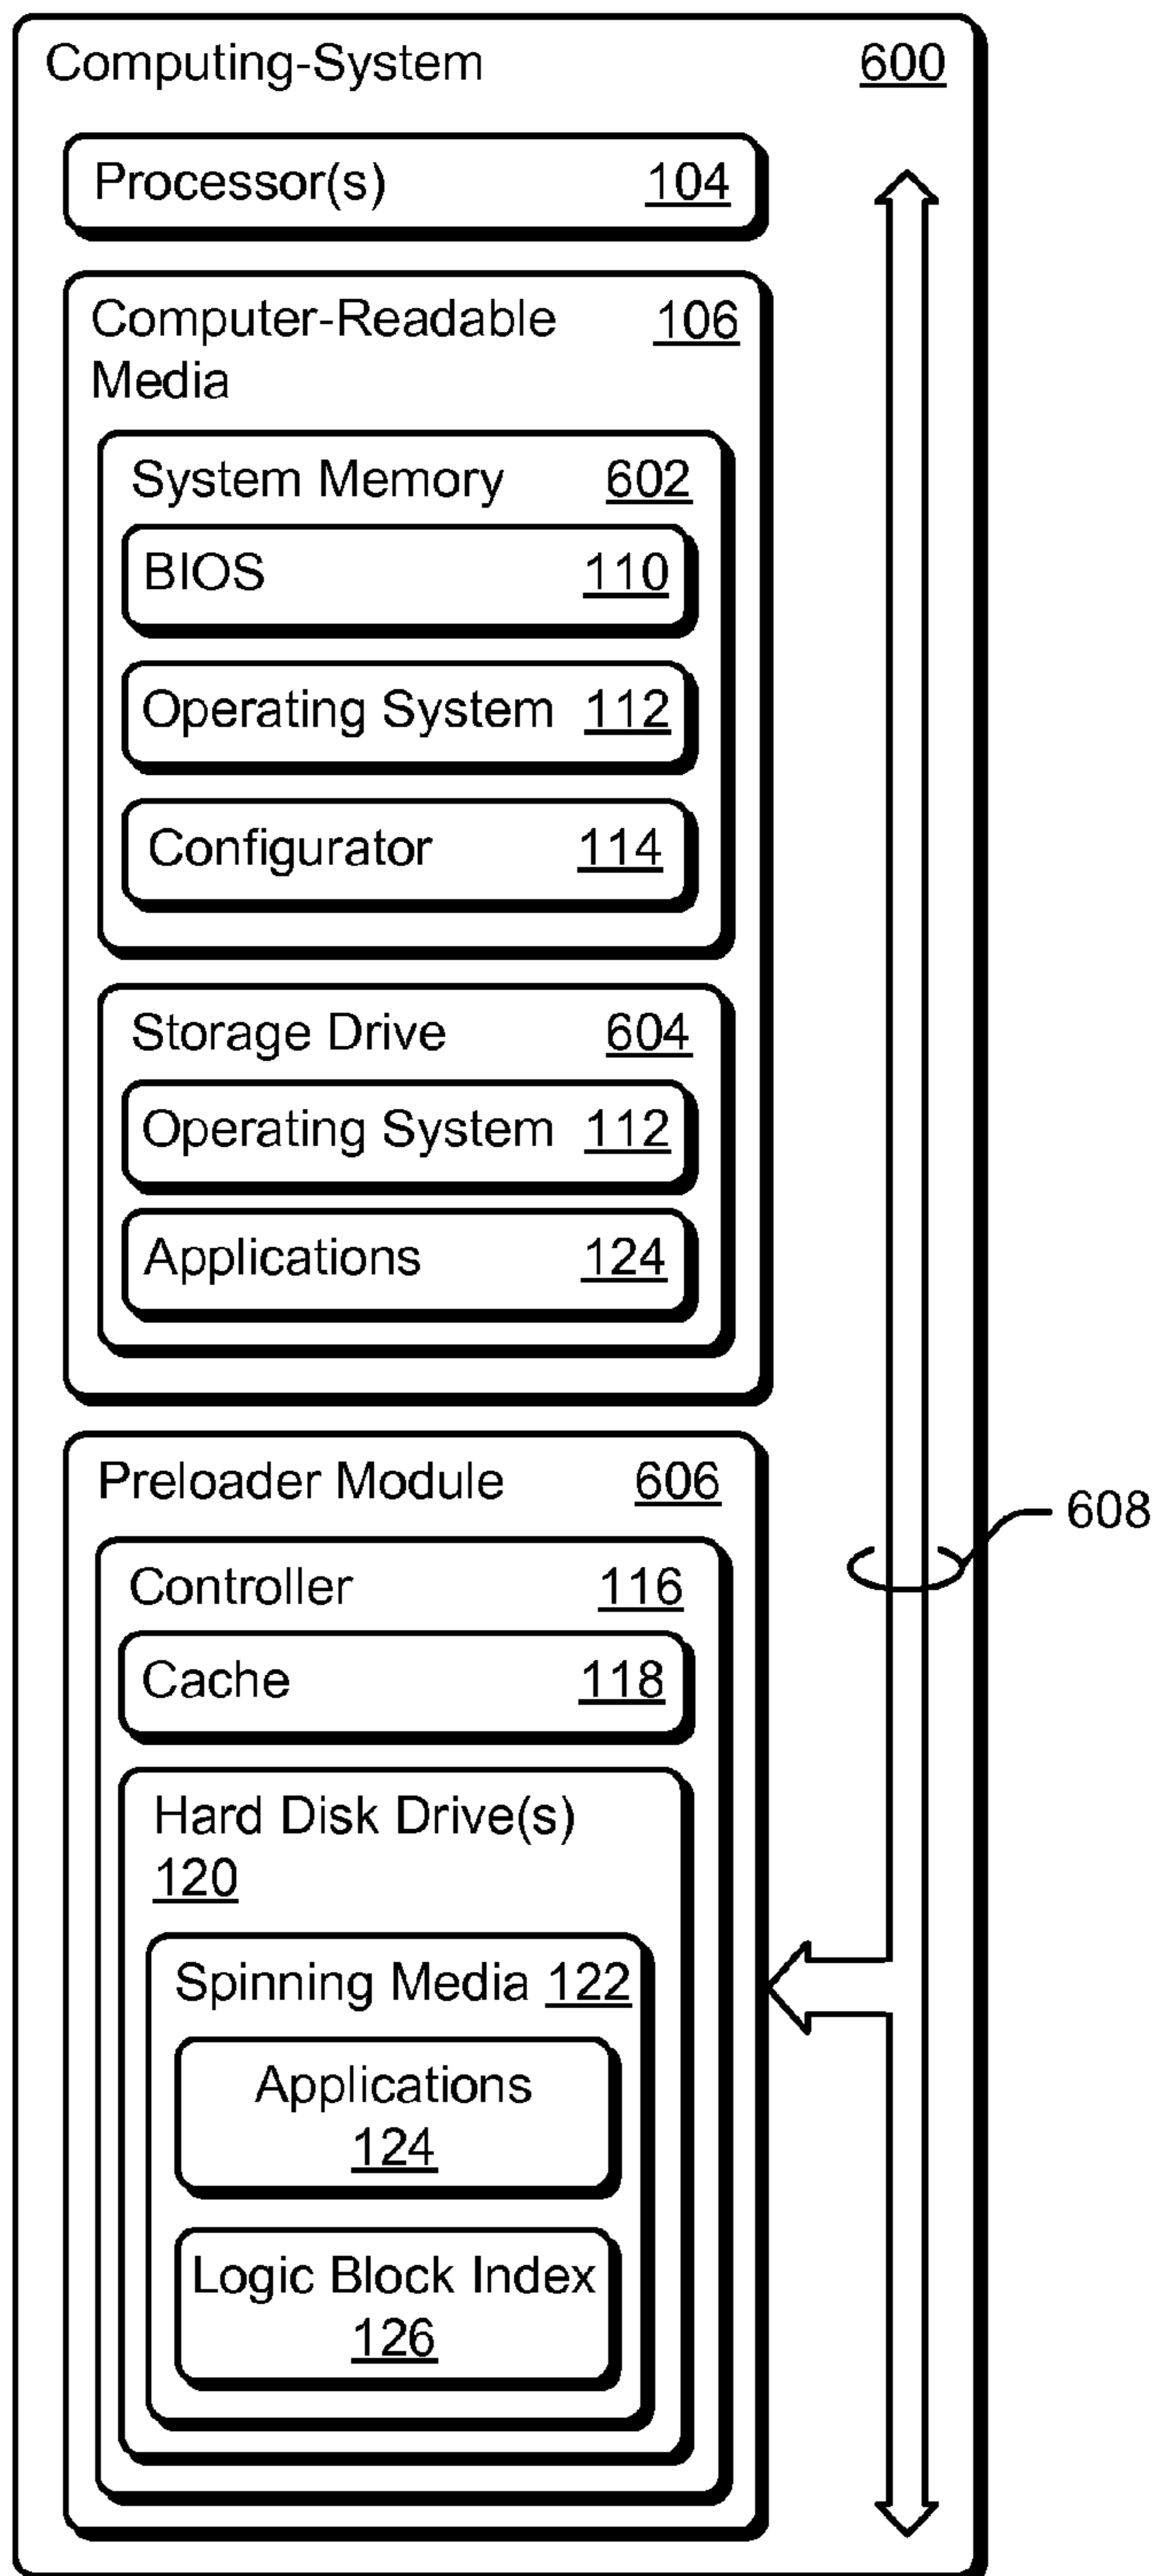 Computing-System 600
Processor(s) 104
Computer-Readable 106
Media
System Memory 602
BIOS 110
Operating System 112
Configurator 114
Storage Drive 604
Operating System 112
Applications 124
Preloader Module 606
608
Controller 116
Cache 118
Hard Disk Drive(s)
120
Spinning Media 122
Applications
124
Logic Block Index
126